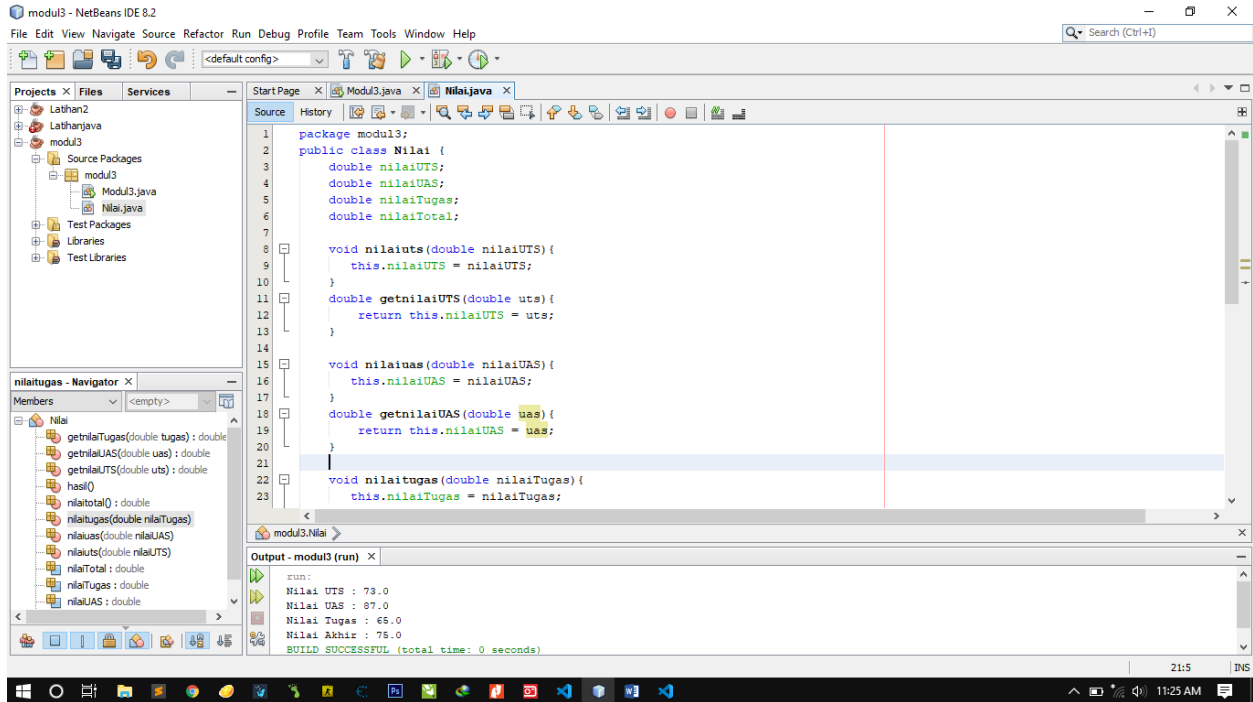 modul3 - NetBeans IDE 8.2
File Edit View Navigate Source Refactor Run Debug Profile Team Tools Window Help
Search (Ctrl+I)
<default config>
Projects Files Services
Latihan2
Latihanjava
modul3
Source Packages
modul3
Modul3.java
Nilai.java
Test Packages
Libraries
Test Libraries
Start Page Modul3.java Nilai.java
Source History
1 package modul3;
2 public class Nilai {
3 double nilaiUTS;
4 double nilaiUAS;
5 double nilaiTugas;
6 double nilaiTotal;
7
8 void nilaiuts(double nilaiUTS){
9 this.nilaiUTS = nilaiUTS;
10 }
11 double getnilaiUTS(double uts){
12 return this.nilaiUTS = uts;
13 }
14
15 void nilaiuas(double nilaiUAS){
16 this.nilaiUAS = nilaiUAS;
17 }
18 double getnilaiUAS(double uas){
19 return this.nilaiUAS = uas;
20 }
21
22 void nilaitugas(double nilaiTugas){
23 this.nilaiTugas = nilaiTugas;
modul3.Nilai
nilaitugas - Navigator
Members <empty>
Nilai
getnilaiTugas(double tugas) : double
getnilaiUAS(double uas) : double
getnilaiUTS(double uts) : double
hasil()
nilaitotal() : double
nilaitugas(double nilaiTugas)
nilaiuas(double nilaiUAS)
nilaiuts(double nilaiUTS)
nilaiTotal : double
nilaiTugas : double
nilaiUAS : double
Output - modul3 (run)
run:
Nilai UTS : 73.0
Nilai UAS : 87.0
Nilai Tugas : 65.0
Nilai Akhir : 75.0
BUILD SUCCESSFUL (total time: 0 seconds)
21:5 INS
Ps
11:25 AM